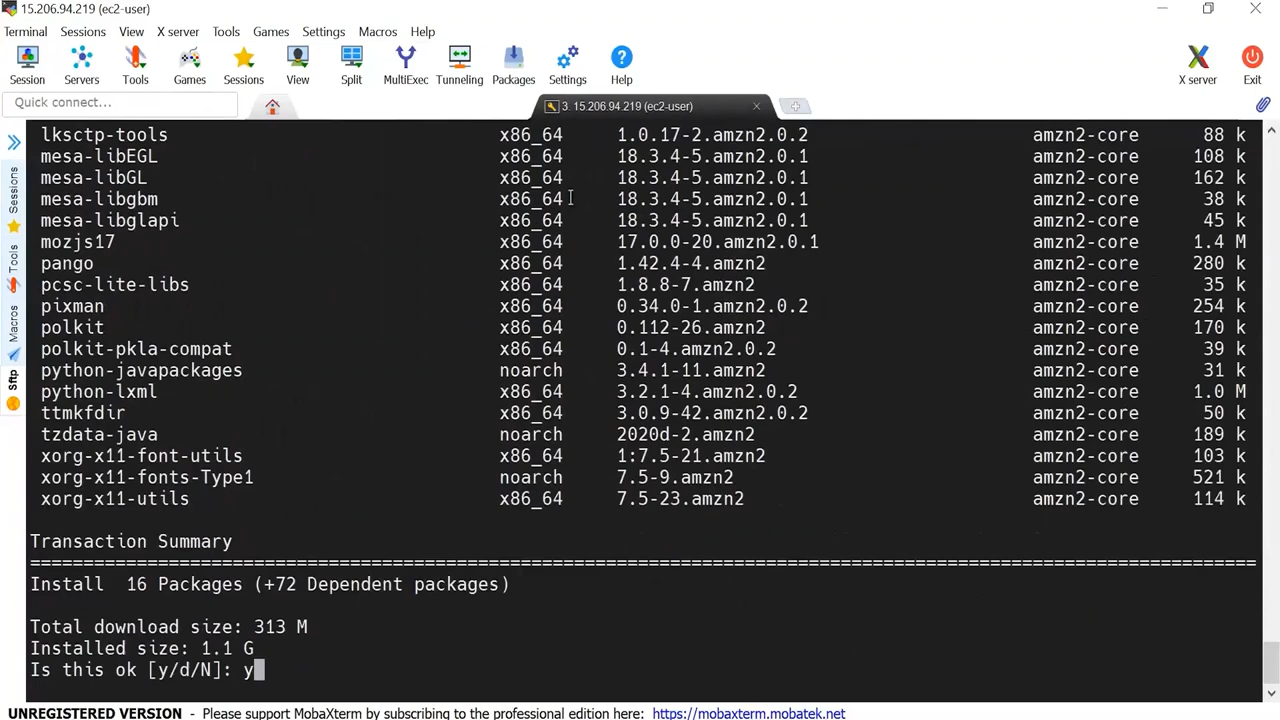 15.206.94.219 (ec2-user)
Terminal Sessions View X server Tools Games Settings Macros Help
Session Servers Tools Games Sessions View Split MultiExec Tunneling Packages Settings Help X server Exit
Quick connect... 3. 15.206.94.219 (ec2-user)
Sessions
Tools
Macros
Sftp
lksctp-tools x86_64 1.0.17-2.amzn2.0.2 amzn2-core 88 k
mesa-libEGL x86_64 18.3.4-5.amzn2.0.1 amzn2-core 108 k
mesa-libGL x86_64 18.3.4-5.amzn2.0.1 amzn2-core 162 k
mesa-libgbm x86_64 18.3.4-5.amzn2.0.1 amzn2-core 38 k
mesa-libglapi x86_64 18.3.4-5.amzn2.0.1 amzn2-core 45 k
mozjs17 x86_64 17.0.0-20.amzn2.0.1 amzn2-core 1.4 M
pango x86_64 1.42.4-4.amzn2 amzn2-core 280 k
pcsc-lite-libs x86_64 1.8.8-7.amzn2 amzn2-core 35 k
pixman x86_64 0.34.0-1.amzn2.0.2 amzn2-core 254 k
polkit x86_64 0.112-26.amzn2 amzn2-core 170 k
polkit-pkla-compat x86_64 0.1-4.amzn2.0.2 amzn2-core 39 k
python-javapackages noarch 3.4.1-11.amzn2 amzn2-core 31 k
python-lxml x86_64 3.2.1-4.amzn2.0.2 amzn2-core 1.0 M
ttmkfdir x86_64 3.0.9-42.amzn2.0.2 amzn2-core 50 k
tzdata-java noarch 2020d-2.amzn2 amzn2-core 189 k
xorg-x11-font-utils x86_64 1:7.5-21.amzn2 amzn2-core 103 k
xorg-x11-fonts-Type1 noarch 7.5-9.amzn2 amzn2-core 521 k
xorg-x11-utils x86_64 7.5-23.amzn2 amzn2-core 114 k
Transaction Summary
================================================================================
Install 16 Packages (+72 Dependent packages)
Total download size: 313 M
Installed size: 1.1 G
Is this ok [y/d/N]: y
UNREGISTERED VERSION - Please support MobaXterm by subscribing to the professional edition here: https://mobaxterm.mobatek.net